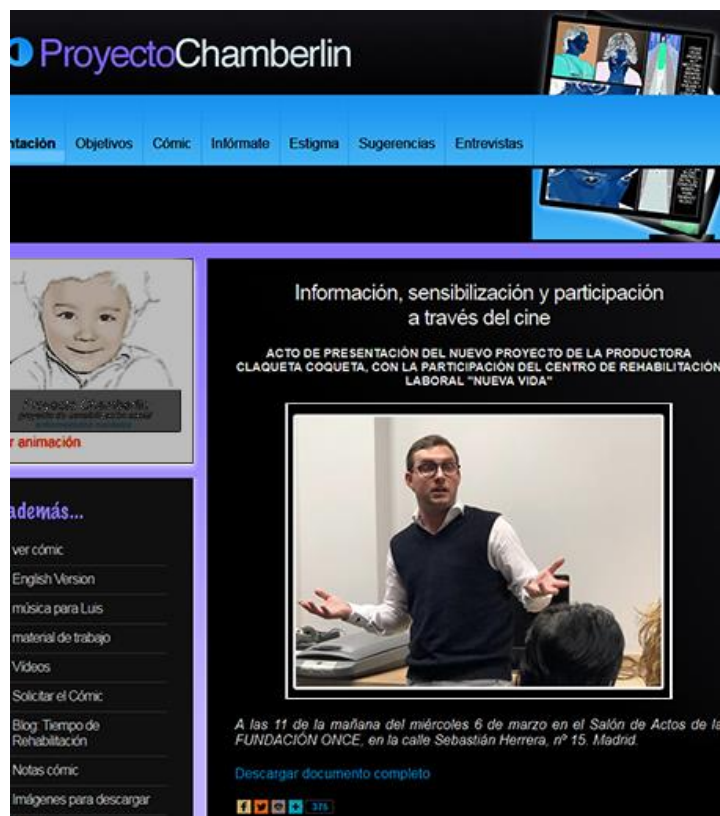 ProyectoChamberlin
ntación Objetivos Cómic Infórmate Estigma Sugerencias Entrevistas
Información, sensibilización y participación
a través del cine
ACTO DE PRESENTACIÓN DEL NUEVO PROYECTO DE LA PRODUCTORA
CLAQUETA COQUETA, CON LA PARTICIPACIÓN DEL CENTRO DE REHABILITACIÓN
LABORAL "NUEVA VIDA"
Proyecto Chamberlin
r animación
además...
ver cómic
English Version
música para Luis
material de trabajo
Vídeos
Solicitar el Cómic
Blog: Tiempo de
Rehabilitación
Notas cómic
Imágenes para descargar
A las 11 de la mañana del miércoles 6 de marzo en el Salón de Actos de la
FUNDACIÓN ONCE, en la calle Sebastián Herrera, nº 15. Madrid.
Descargar documento completo
375